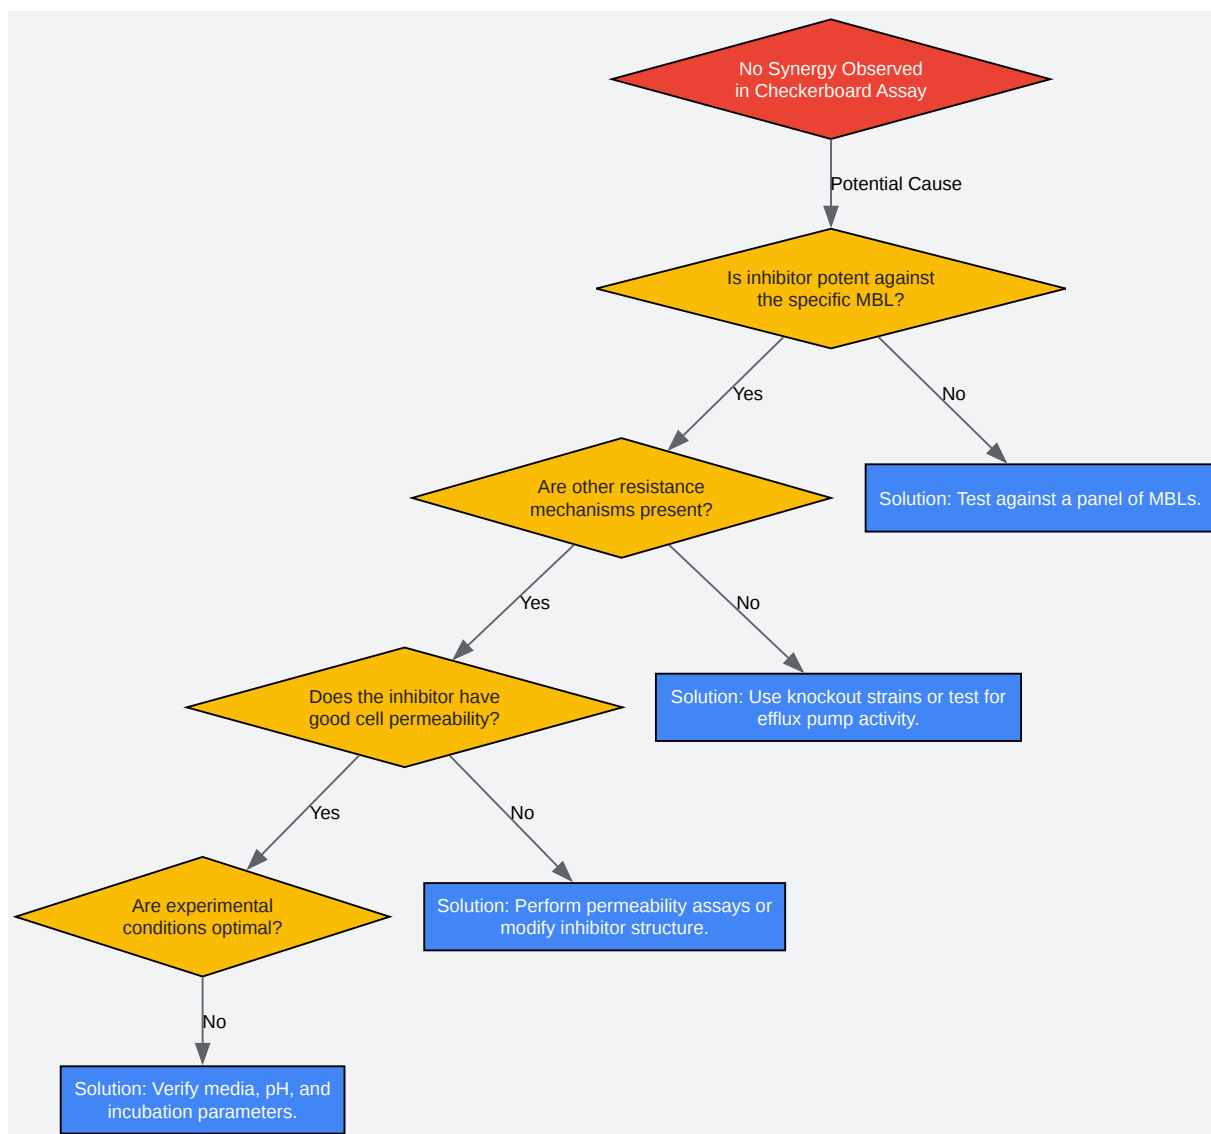 No Synergy Observed
in Checkerboard Assay
Potential Cause
Is inhibitor potent against
the specific MBL?
Yes
No
Are other resistance
mechanisms present?
Solution: Test against a panel of MBLs.
Yes
No
Does the inhibitor have
good cell permeability?
Solution: Use knockout strains or test for
efflux pump activity.
Yes
No
Are experimental
conditions optimal?
Solution: Perform permeability assays or
modify inhibitor structure.
No
Solution: Verify media, pH, and
incubation parameters.